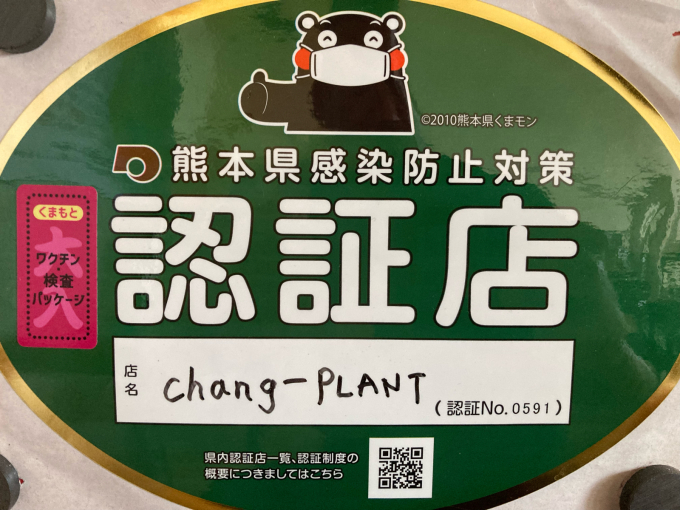 ©2010熊本県くまモン
熊本県感染防止対策
認証店
くまもと
ワクチン・
検査
パッケージ
店名
chang-PLANT
(認証No.0591)
県内認証店一覧、認証制度の
概要につきましてはこちら